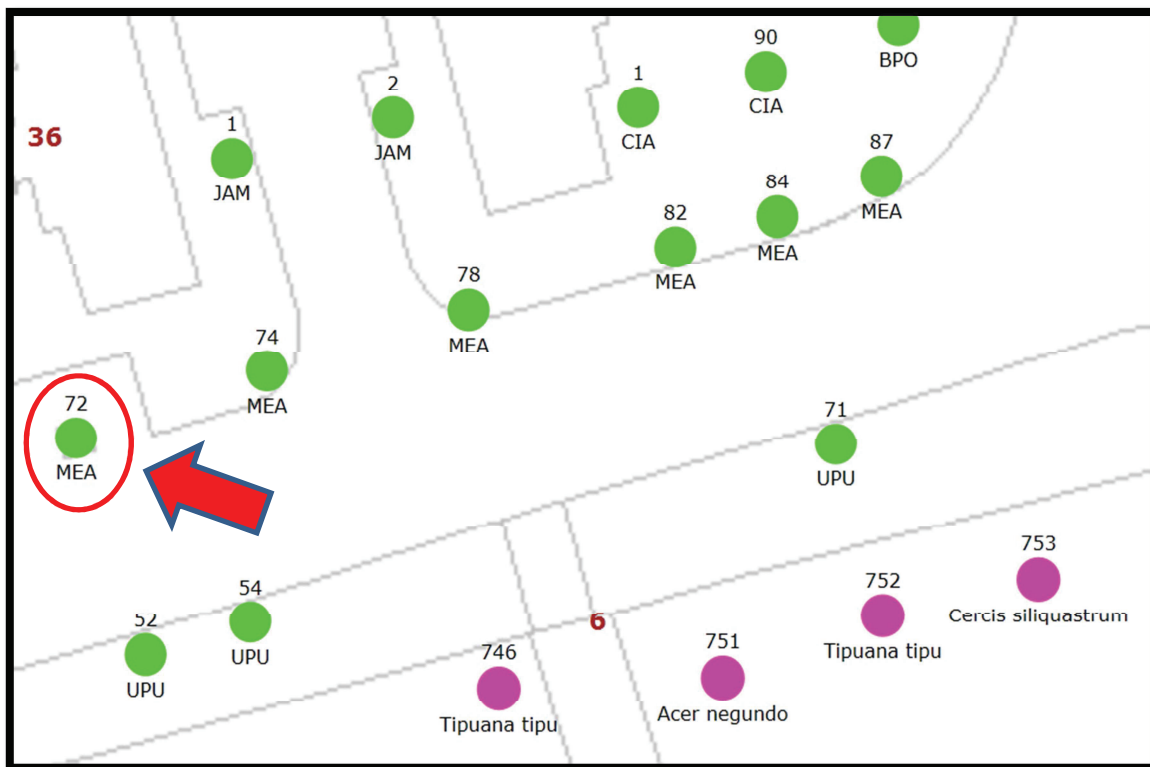 90
BPO
2
1
CIA
36
1
JAM
CIA
87
JAM
84
MEA
82
MEA
78
MEA
74
MEA
MEA
72
71
MEA
UPU
753
54
752
Cercis siliquastrum
52
6
UPU
746
751
Tipuana tipu
UPU
Acer negundo
Tipuana tipu